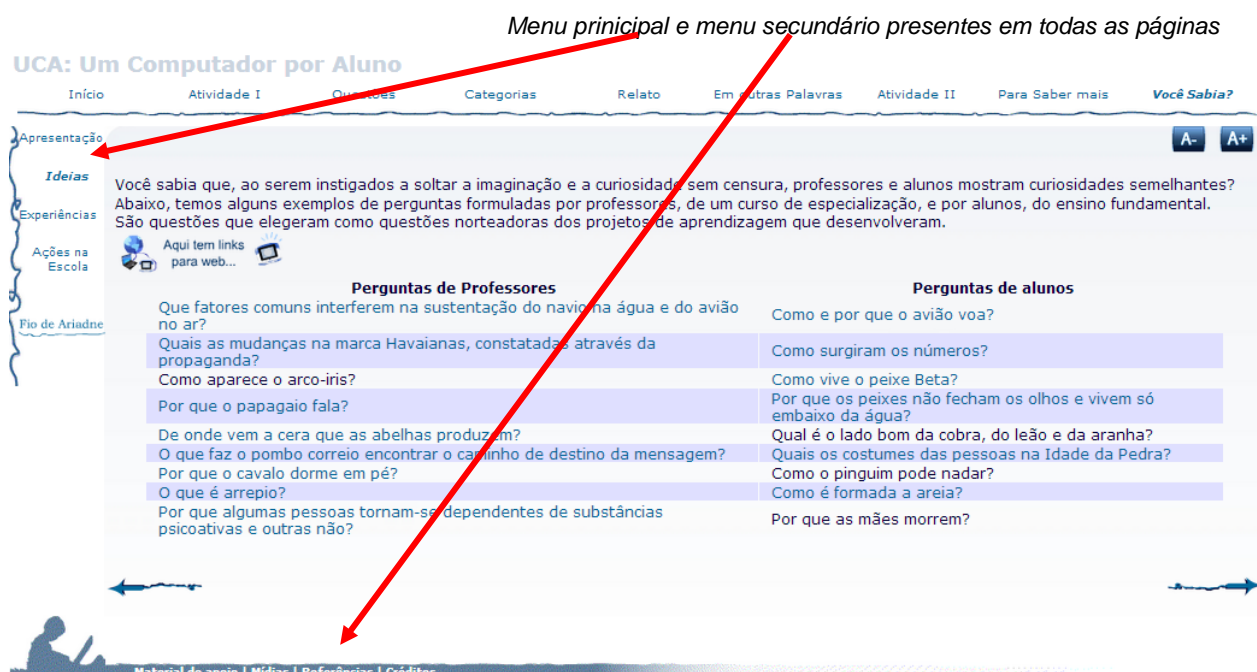 Menu prinicipal e menu secundário presentes em todas as páginas
UCA: Um Computador por Aluno
Início Atividade I Questões Categorias Relato Em outras Palavras Atividade II Para Saber mais Você Sabia?
Apresentação
Ideias
Experiências
Ações na
Escola
Fio de Ariadne
A- A+
Você sabia que, ao serem instigados a soltar a imaginação e a curiosidade sem censura, professores e alunos mostram curiosidades semelhantes?
Abaixo, temos alguns exemplos de perguntas formuladas por professores, de um curso de especialização, e por alunos, do ensino fundamental.
São questões que elegeram como questões norteadoras dos projetos de aprendizagem que desenvolveram.
Aqui tem links
para web...
Perguntas de Professores
Que fatores comuns interferem na sustentação do navio na água e do avião
no ar?
Quais as mudanças na marca Havaianas, constatadas através da
propaganda?
Como aparece o arco-iris?
Por que o papagaio fala?
De onde vem a cera que as abelhas produzem?
O que faz o pombo correio encontrar o caminho de destino da mensagem?
Por que o cavalo dorme em pé?
O que é arrepio?
Por que algumas pessoas tornam-se dependentes de substâncias
psicoativas e outras não?
Perguntas de alunos
Como e por que o avião voa?
Como surgiram os números?
Como vive o peixe Beta?
Por que os peixes não fecham os olhos e vivem só
embaixo da água?
Qual é o lado bom da cobra, do leão e da aranha?
Quais os costumes das pessoas na Idade da Pedra?
Como o pinguim pode nadar?
Como é formada a areia?
Por que as mães morrem?
Material de apoio | Mídias | Referências | Créditos